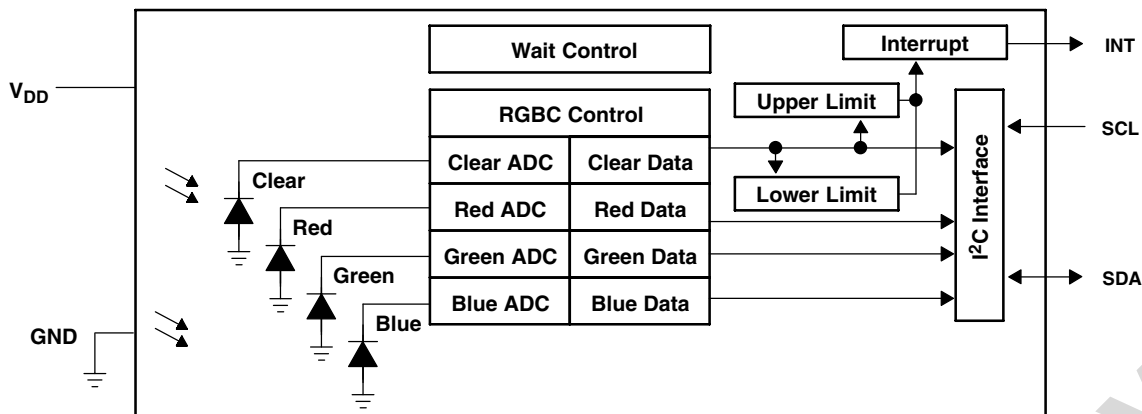 Wait Control
Interrupt
INT
VDD
Upper Limit
RGBC Control
SCL
Clear ADC
Clear Data
Clear
Lower Limit
Red ADC
Red Data
Red
I²C Interface
Green ADC
Green Data
Green
SDA
Blue ADC
Blue Data
Blue
GND